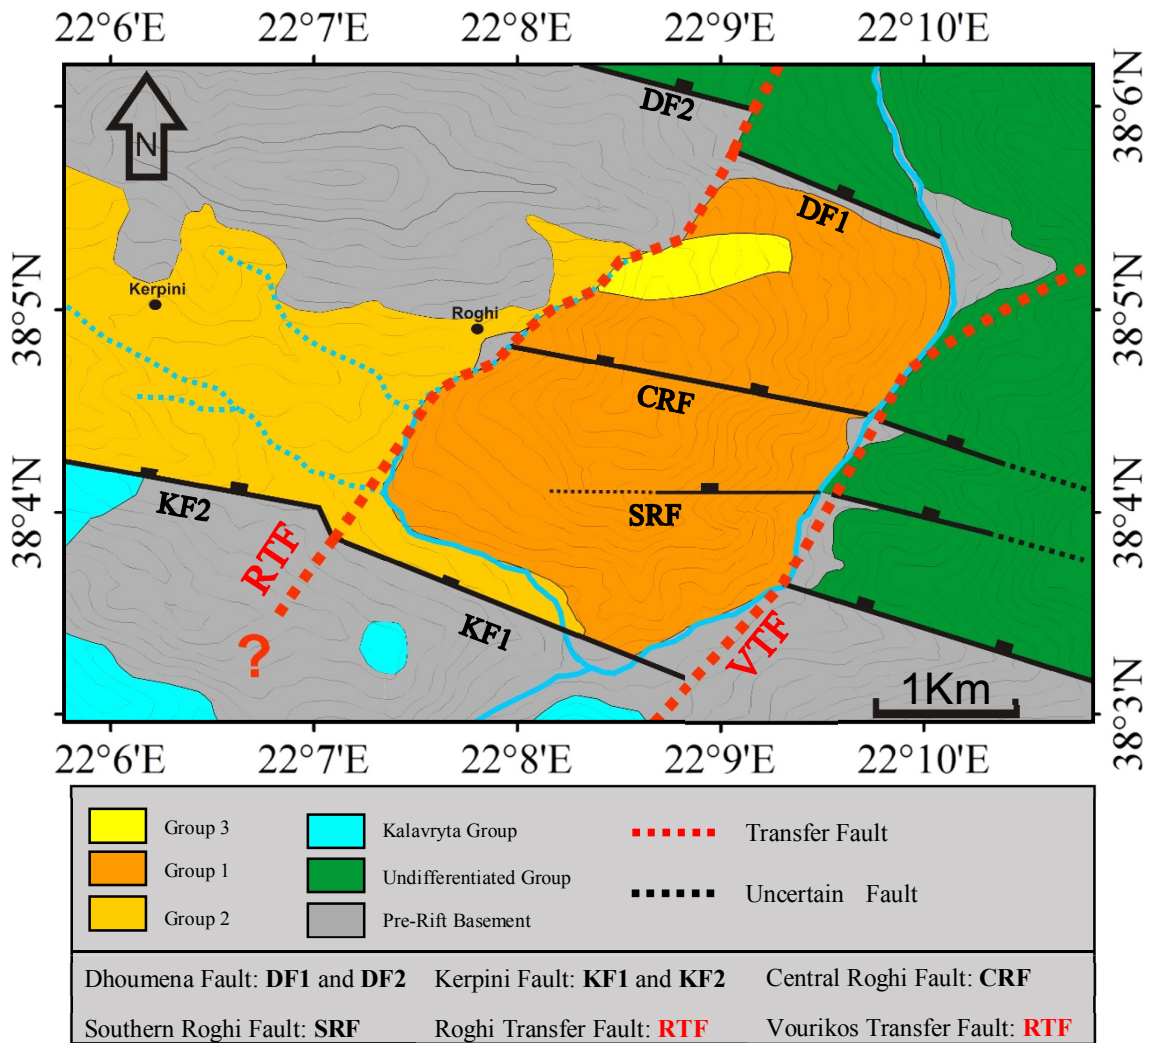 22°6'E 22°7'E 22°8'E 22°9'E 22°10'E
38°6'N
38°5'N
38°4'N
38°3'N
38°5'N
38°4'N
N
DF2
DF1
Kerpini
Roghi
CRF
KF2
SRF
RTF
KF1
VTF
?
1Km
22°6'E 22°7'E 22°8'E 22°9'E 22°10'E
Group 3 Kalavryta Group Transfer Fault
Group 1 Undifferentiated Group
Uncertain Fault
Group 2 Pre-Rift Basement
Dhoumena Fault: DF1 and DF2 Kerpini Fault: KF1 and KF2 Central Roghi Fault: CRF
Southern Roghi Fault: SRF Roghi Transfer Fault: RTF Vourikos Transfer Fault: RTF